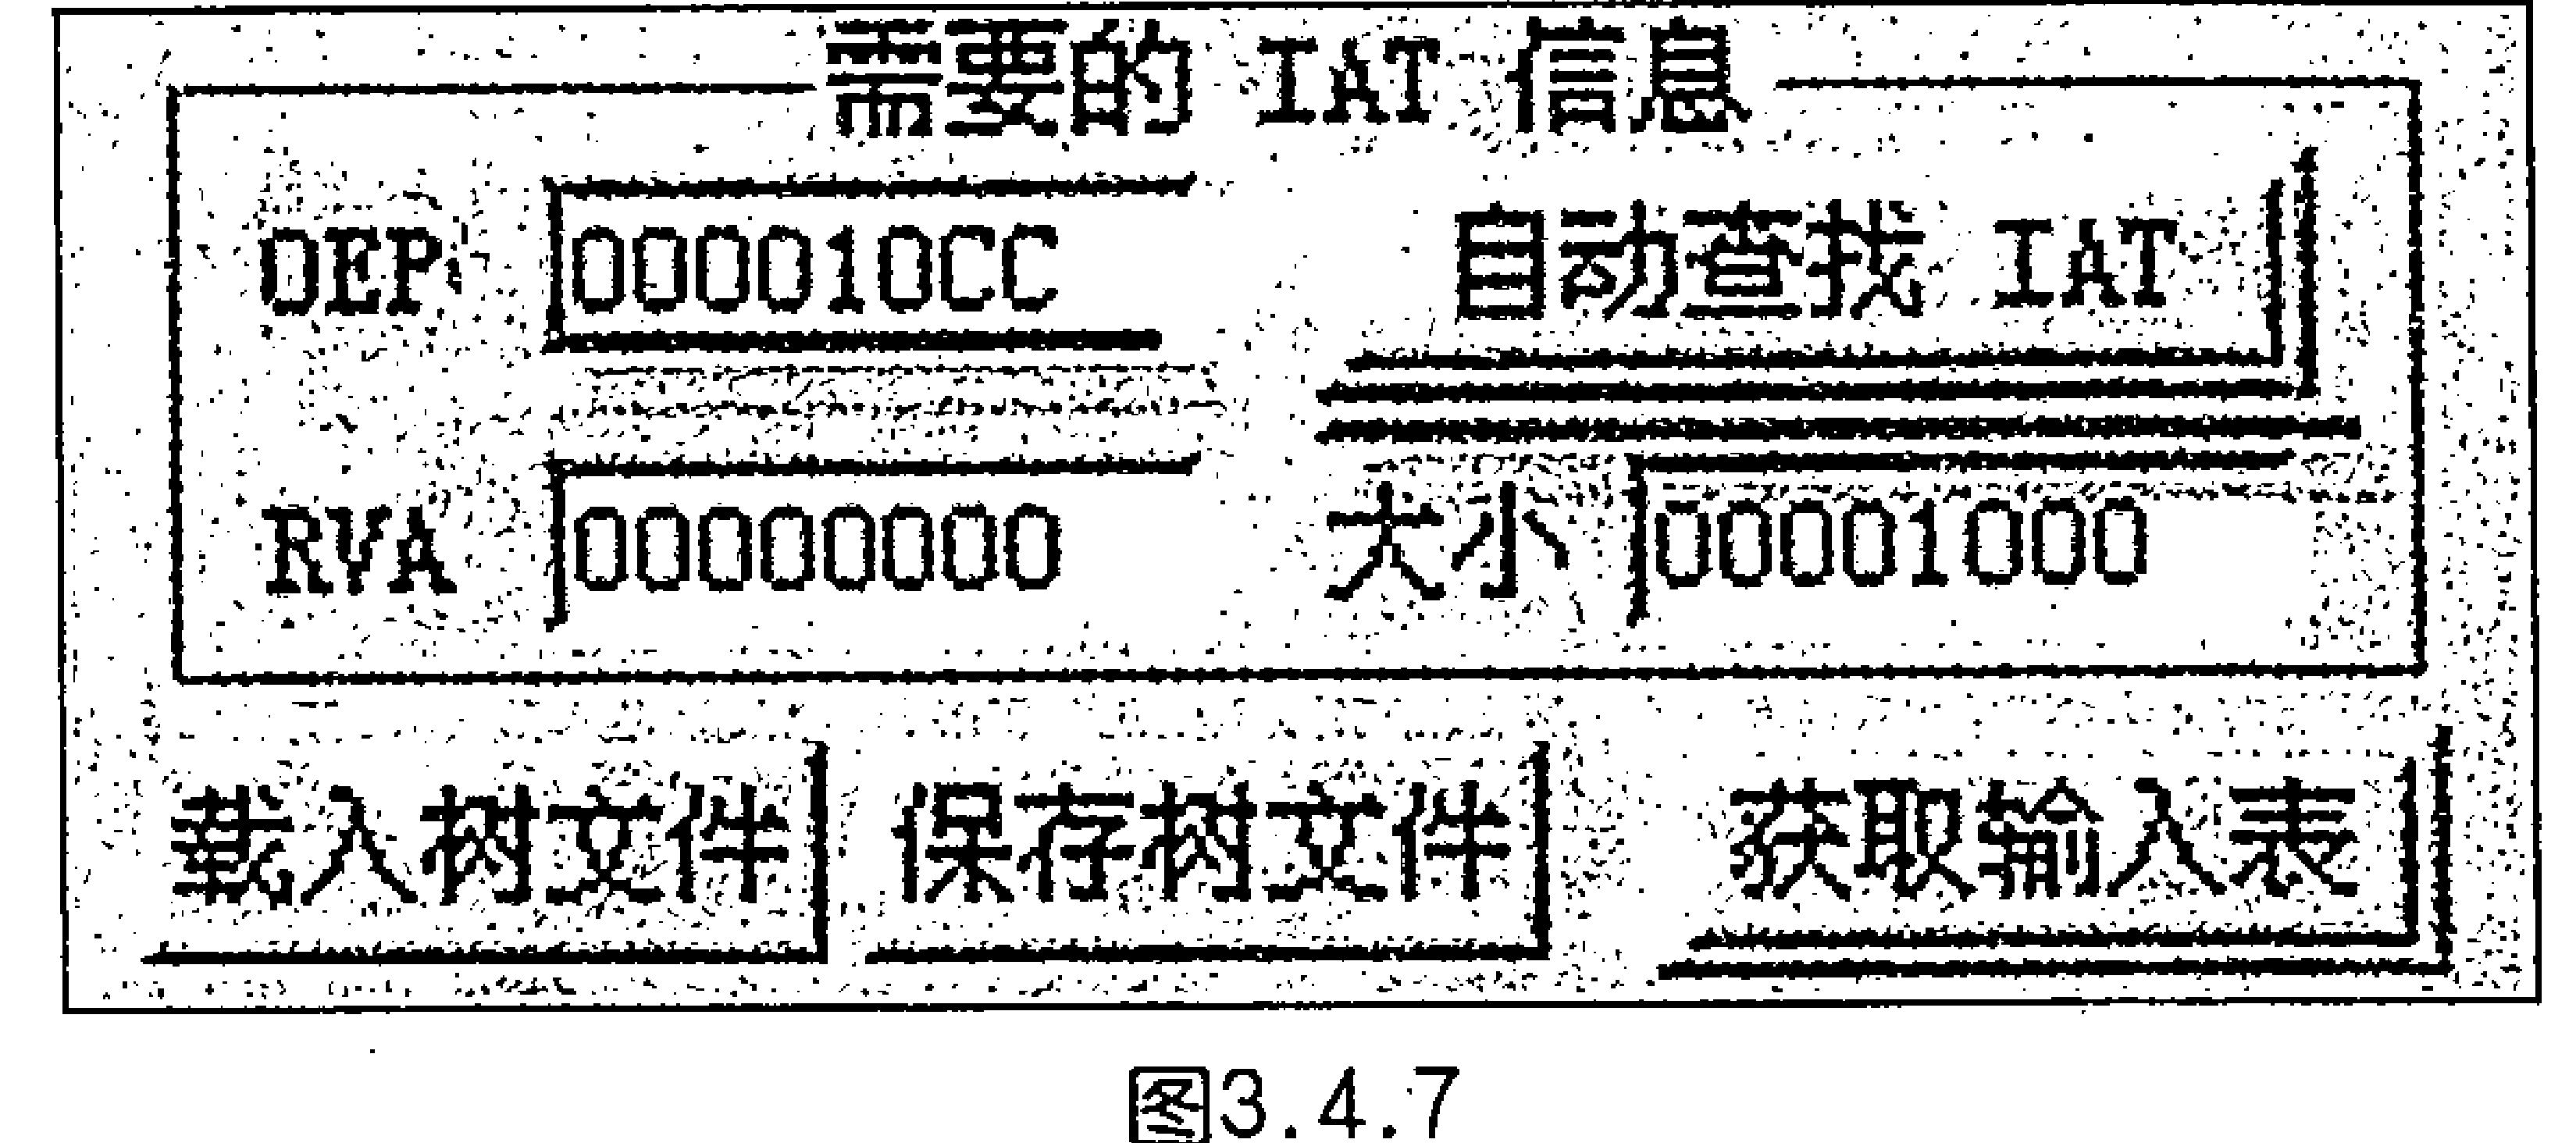 需要的 IAT 信息
OEP 000010CC 自动查找 IAT
RVA 00000000 大小 00001000
载入树文件 保存树文件 获取输入表
图3.4.7